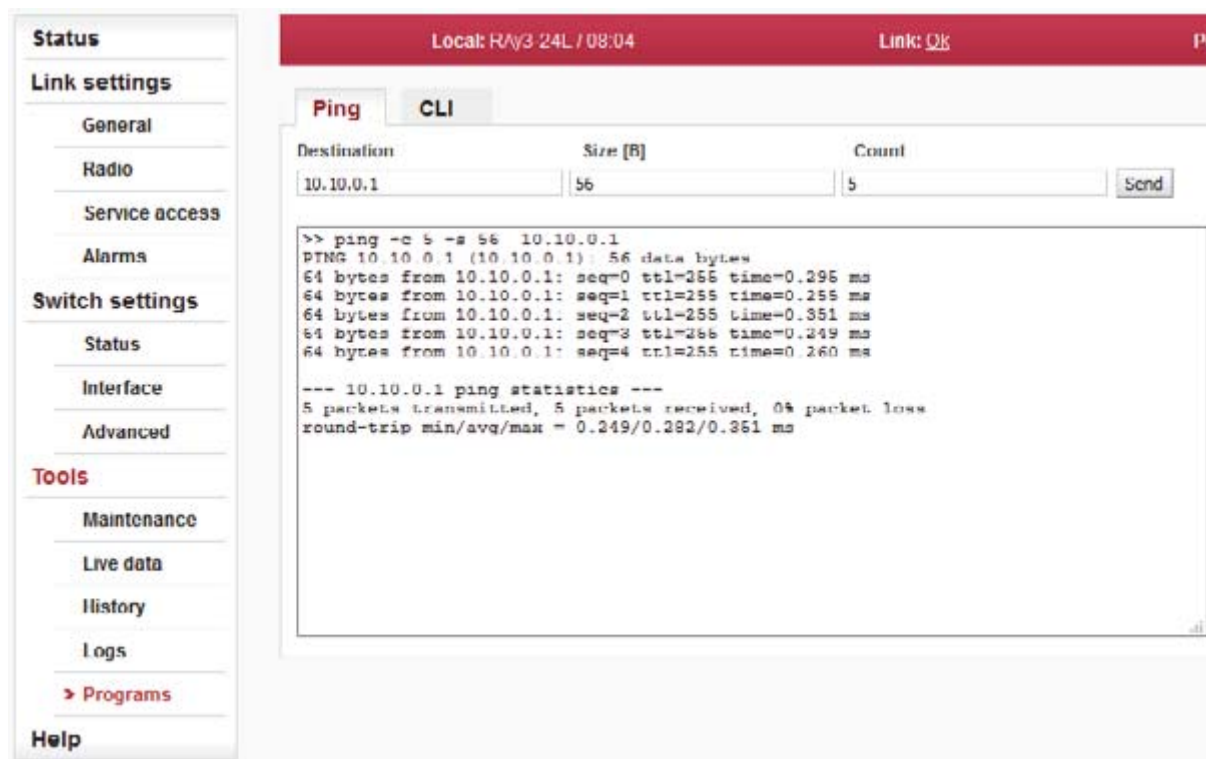 Status
Link settings
General
Radio
Service access
Alarms
Switch settings
Status
Interface
Advanced
Tools
Maintenance
Live data
History
Logs
> Programs
Help
Local: RAy3-24L / 08:04 Link: Ok
Ping CLI
Destination Size [B] Count
10.10.0.1 56 5 Send
>> ping -c 5 -s 56 10.10.0.1
PING 10.10.0.1 (10.10.0.1): 56 data bytes
64 bytes from 10.10.0.1: seq=0 ttl=255 time=0.295 ms
64 bytes from 10.10.0.1: seq=1 ttl=255 time=0.255 ms
64 bytes from 10.10.0.1: seq=2 ttl=255 time=0.351 ms
64 bytes from 10.10.0.1: seq=3 ttl=255 time=0.249 ms
64 bytes from 10.10.0.1: seq=4 ttl=255 time=0.260 ms
--- 10.10.0.1 ping statistics ---
5 packets transmitted, 5 packets received, 0% packet loss
round-trip min/avg/max = 0.249/0.282/0.351 ms